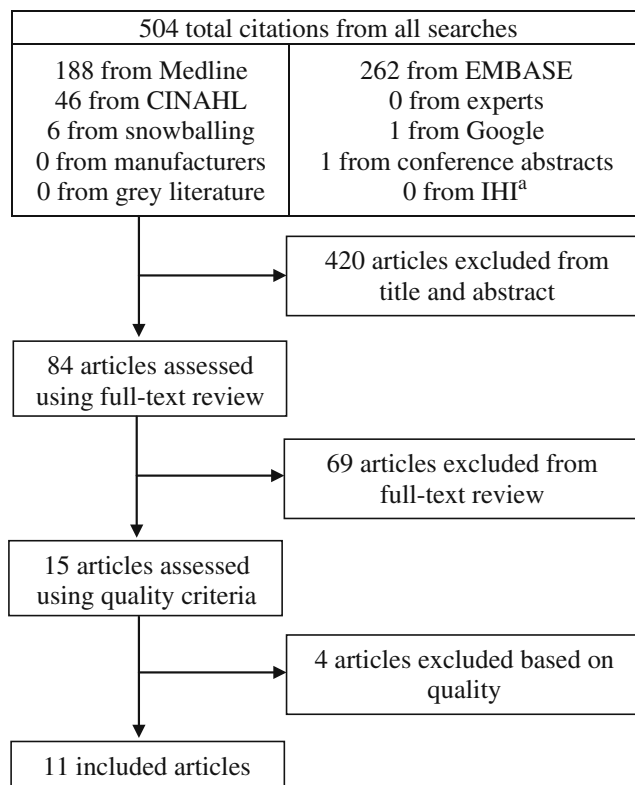 504 total citations from all searches
188 from Medline
46 from CINAHL
6 from snowballing
0 from manufacturers
0 from grey literature
262 from EMBASE
0 from experts
1 from Google
1 from conference abstracts
0 from IHIa
420 articles excluded from
title and abstract
84 articles assessed
using full-text review
69 articles excluded from
full-text review
15 articles assessed
using quality criteria
4 articles excluded based on
quality
11 included articles